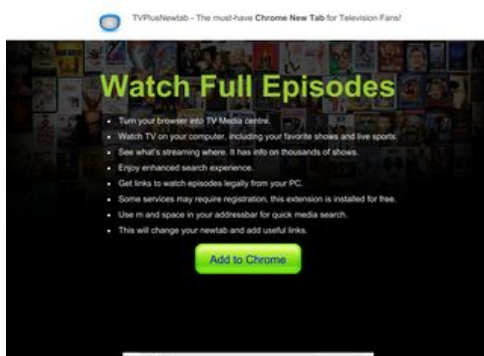 TVPlusNewtab - The must-have Chrome New Tab for Television Fans!
Watch Full Episodes
Turn your browser into TV Media centre.
Watch TV on your computer, including your favorite shows and live sports.
See what's streaming where. It has info on thousands of shows.
Enjoy enhanced search experience.
Get links to watch episodes legally from your PC.
Some services may require registration, this extension is installed for free.
Use m and space in your addressbar for quick media search.
This will change your newtab and add useful links.
Add to Chrome